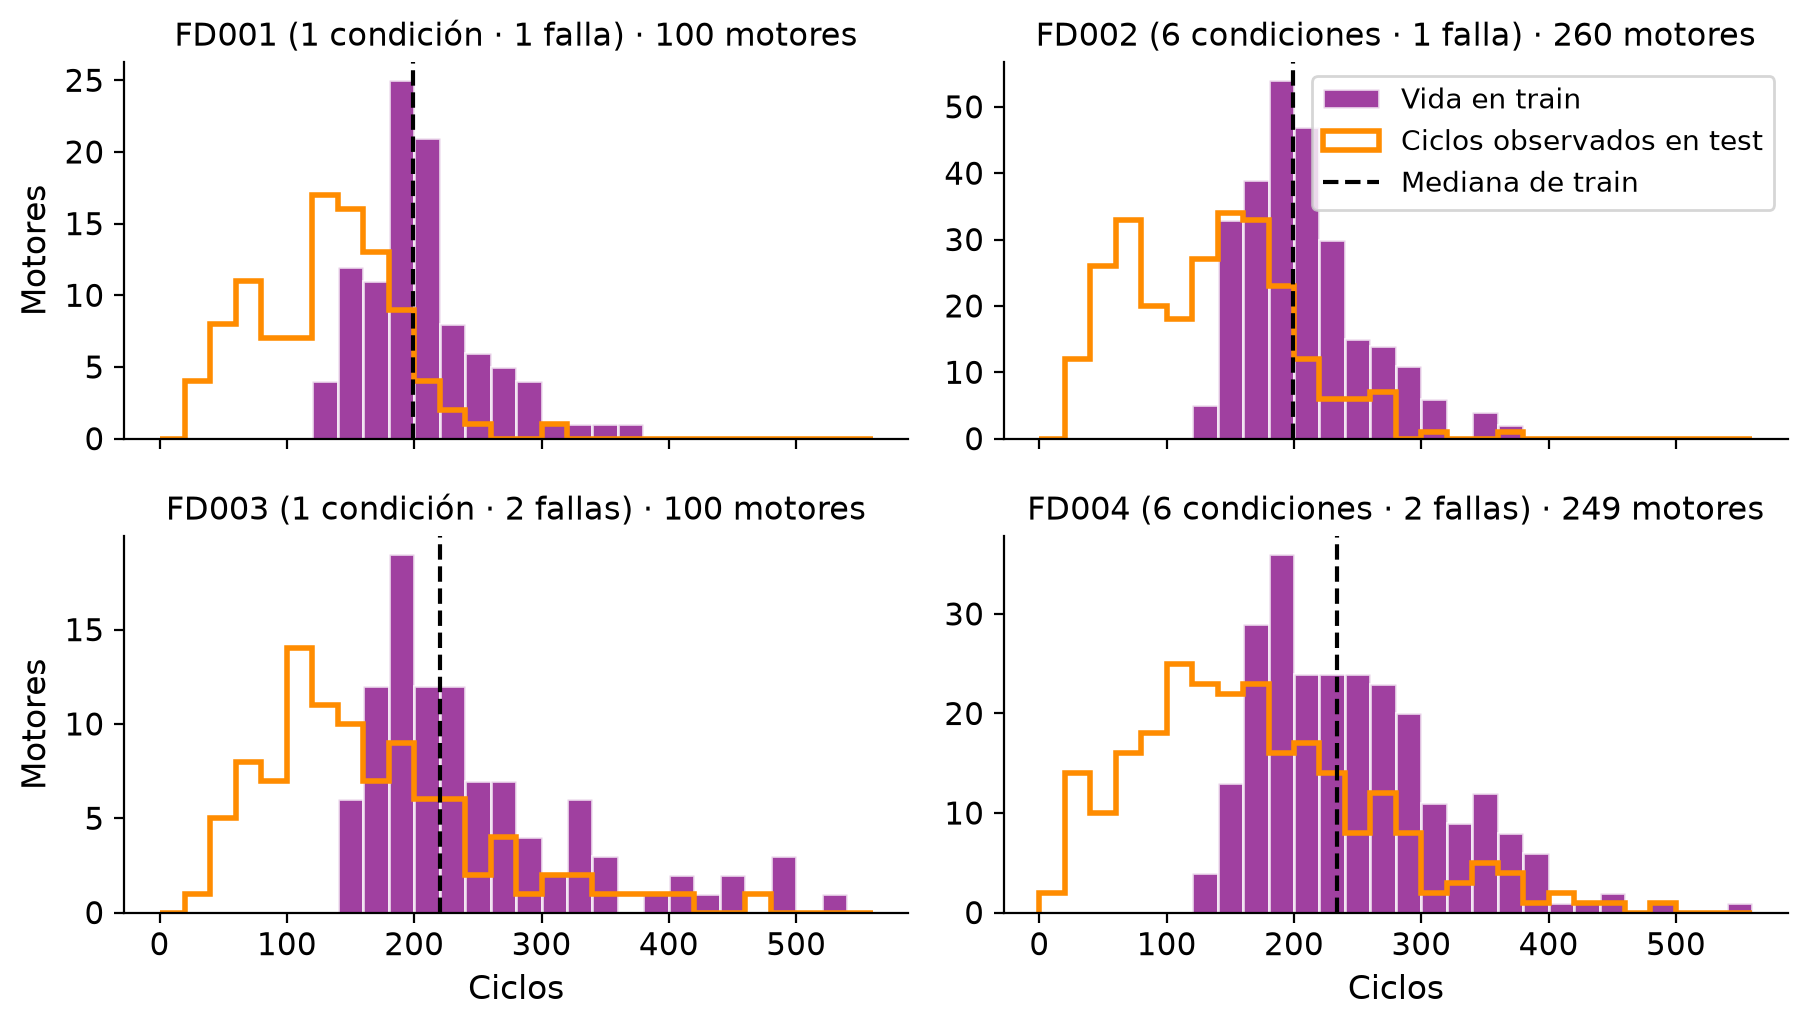 FD001 (1 condición · 1 falla) · 100 motores
Motores
25
20
15
10
5
0
FD002 (6 condiciones · 1 falla) · 260 motores
50
40
30
20
10
0
Vida en train
Ciclos observados en test
Mediana de train
FD003 (1 condición · 2 fallas) · 100 motores
Motores
15
10
5
0
0 100 200 300 400 500
Ciclos
FD004 (6 condiciones · 2 fallas) · 249 motores
30
20
10
0
0 100 200 300 400 500
Ciclos